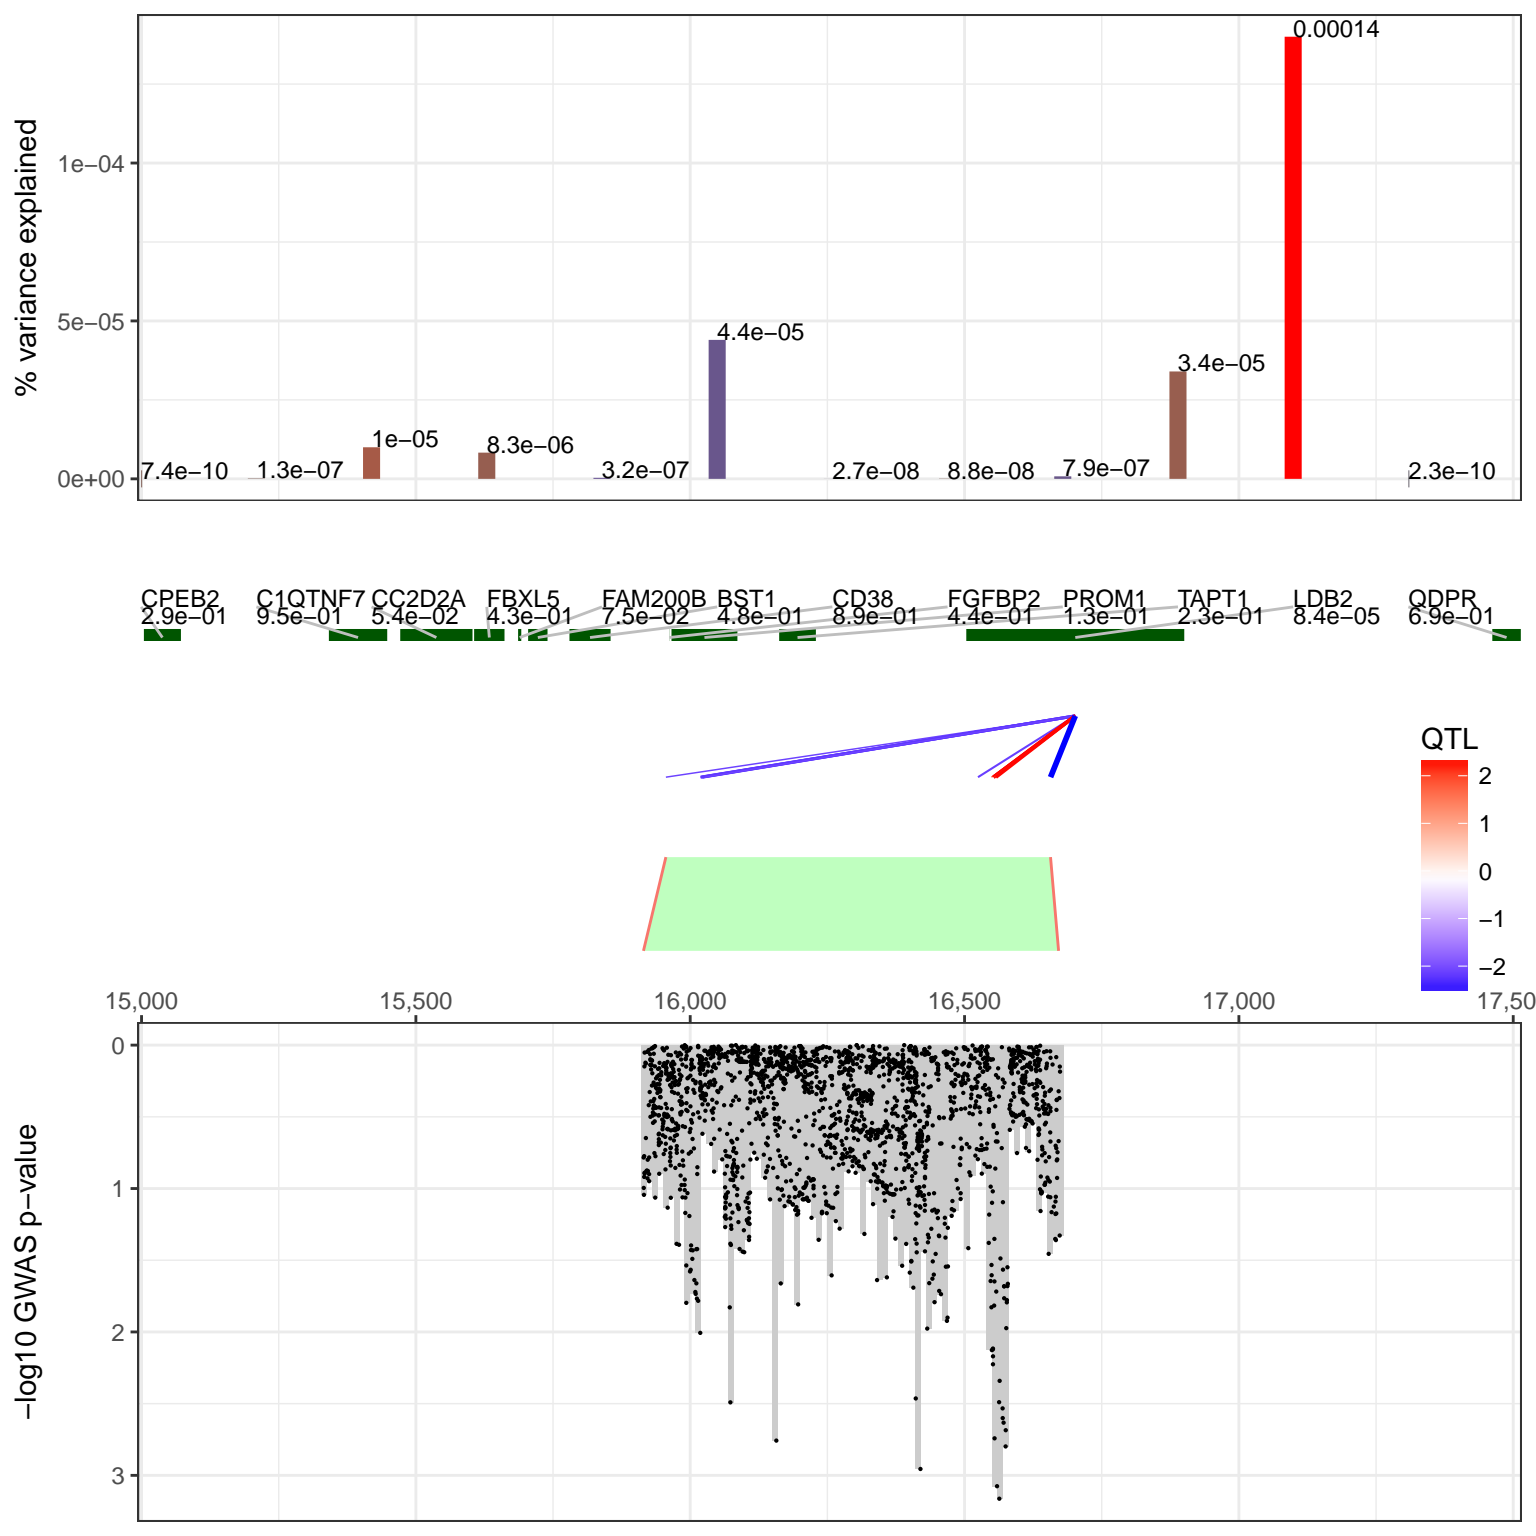 % variance explained
0.00014
1e−04
5e−05
4.4e−05
3.4e−05
1e−05
8.3e−06
0e+00
7.4e−10 1.3e−07 3.2e−07 2.7e−08 8.8e−08 7.9e−07 2.3e−10
CPEB2 C1QTNF7 CC2D2A FBXL5 FAM200B BST1 CD38 FGFBP2 PROM1 TAPT1 LDB2 QDPR
2.9e−01 9.5e−01 5.4e−02 4.3e−01 7.5e−02 4.8e−01 8.9e−01 4.4e−01 1.3e−01 2.3e−01 8.4e−05 6.9e−01
QTL
2
1
0
−1
−2
15,000 15,500 16,000 16,500 17,000 17,50
−log10 GWAS p−value
0
1
2
3